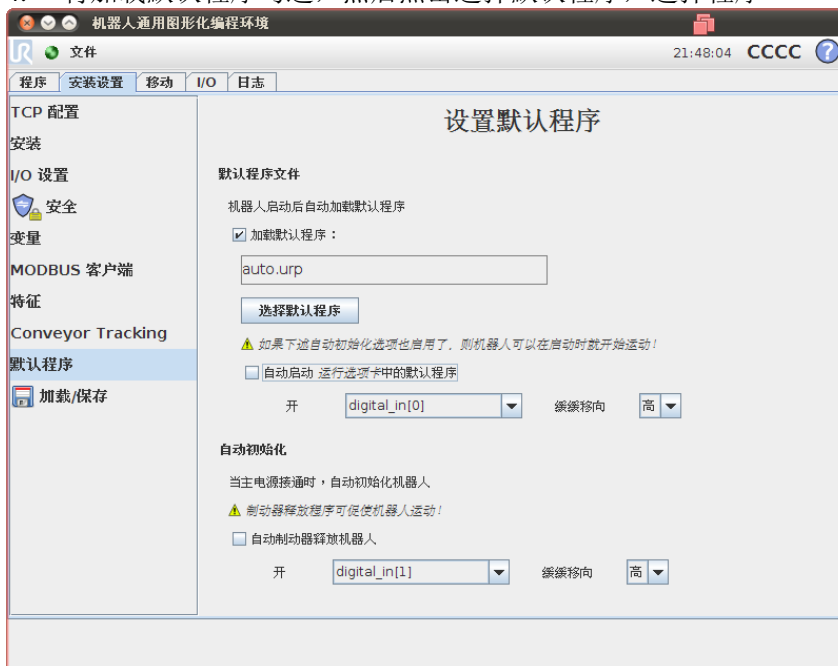 机器人通用图形化编程环境
文件
21:48:04 CCCC ?
程序 安装设置 移动 I/O 日志
TCP 配置
安装
I/O 设置
安全
变量
MODBUS 客户端
特征
Conveyor Tracking
默认程序
加载/保存
设置默认程序
默认程序文件
机器人启动后自动加载默认程序
加载默认程序：
auto.urp
选择默认程序
如果下述自动初始化选项也启用了，则机器人可以在启动时就开始运动！
自动启动 运行选项卡中的默认程序
开 digital_in[0] 缓缓移向 高
自动初始化
当主电源接通时，自动初始化机器人
制动器释放程序可促使机器人运动！
自动制动器释放机器人
开 digital_in[1] 缓缓移向 高